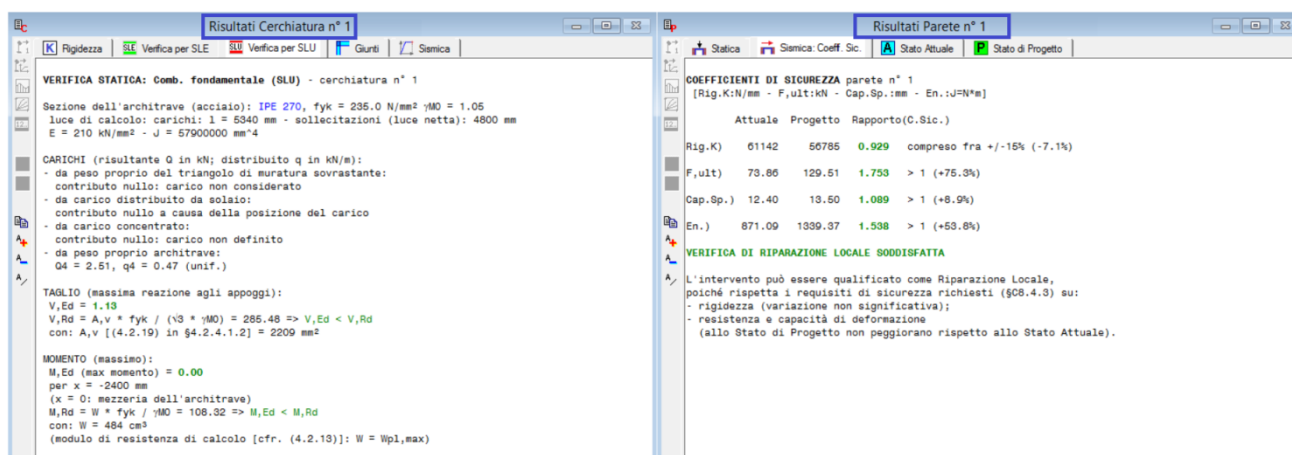 Risultati Cerchiatura n° 1
K Rigidezza SLE Verifica per SLE SLU Verifica per SLU Giunti Sismica
VERIFICA STATICA: Comb. fondamentale (SLU) - cerchiatura n° 1
Sezione dell'architrave (acciaio): IPE 270, fyk = 235.0 N/mm² γM0 = 1.05
luce di calcolo: carichi: l = 5340 mm - sollecitazioni (luce netta): 4800 mm
E = 210 kN/mm² - J = 57900000 mm^4
CARICHI (risultante Q in kN; distribuito q in kN/m):
- da peso proprio del triangolo di muratura sovrastante:
contributo nullo: carico non considerato
- da carico distribuito da solaio:
contributo nullo a causa della posizione del carico
- da carico concentrato:
contributo nullo: carico non definito
- da peso proprio architrave:
Q4 = 2.51, q4 = 0.47 (unif.)
TAGLIO (massima reazione agli appoggi):
V,Ed = 1.13
V,Rd = A,v * fyk / (√3 * γM0) = 285.48 => V,Ed < V,Rd
con: A,v [(4.2.19) in §4.2.4.1.2] = 2209 mm²
MOMENTO (massimo):
M,Ed (max momento) = 0.00
per x = -2400 mm
(x = 0: mezzeria dell'architrave)
M,Rd = W * fyk / γM0 = 108.32 => M,Ed < M,Rd
con: W = 484 cm³
(modulo di resistenza di calcolo [cfr. (4.2.13)]: W = Wpl,max)
Risultati Parete n° 1
Statica Sismica: Coeff. Sic. A Stato Attuale P Stato di Progetto
COEFFICIENTI DI SICUREZZA parete n° 1
[Rig.K:N/mm - F,ult:kN - Cap.Sp.:mm - En.:J=N*m]
Attuale Progetto Rapporto(C.Sic.)
Rig.K) 61142 56785 0.929 compreso fra +/-15% (-7.1%)
F,ult) 73.86 129.51 1.753 > 1 (+75.3%)
Cap.Sp.) 12.40 13.50 1.089 > 1 (+8.9%)
En.) 871.09 1339.37 1.538 > 1 (+53.8%)
VERIFICA DI RIPARAZIONE LOCALE SODDISFATTA
L'intervento può essere qualificato come Riparazione Locale,
poiché rispetta i requisiti di sicurezza richiesti (§C8.4.3) su:
- rigidezza (variazione non significativa);
- resistenza e capacità di deformazione
(allo Stato di Progetto non peggiorano rispetto allo Stato Attuale).